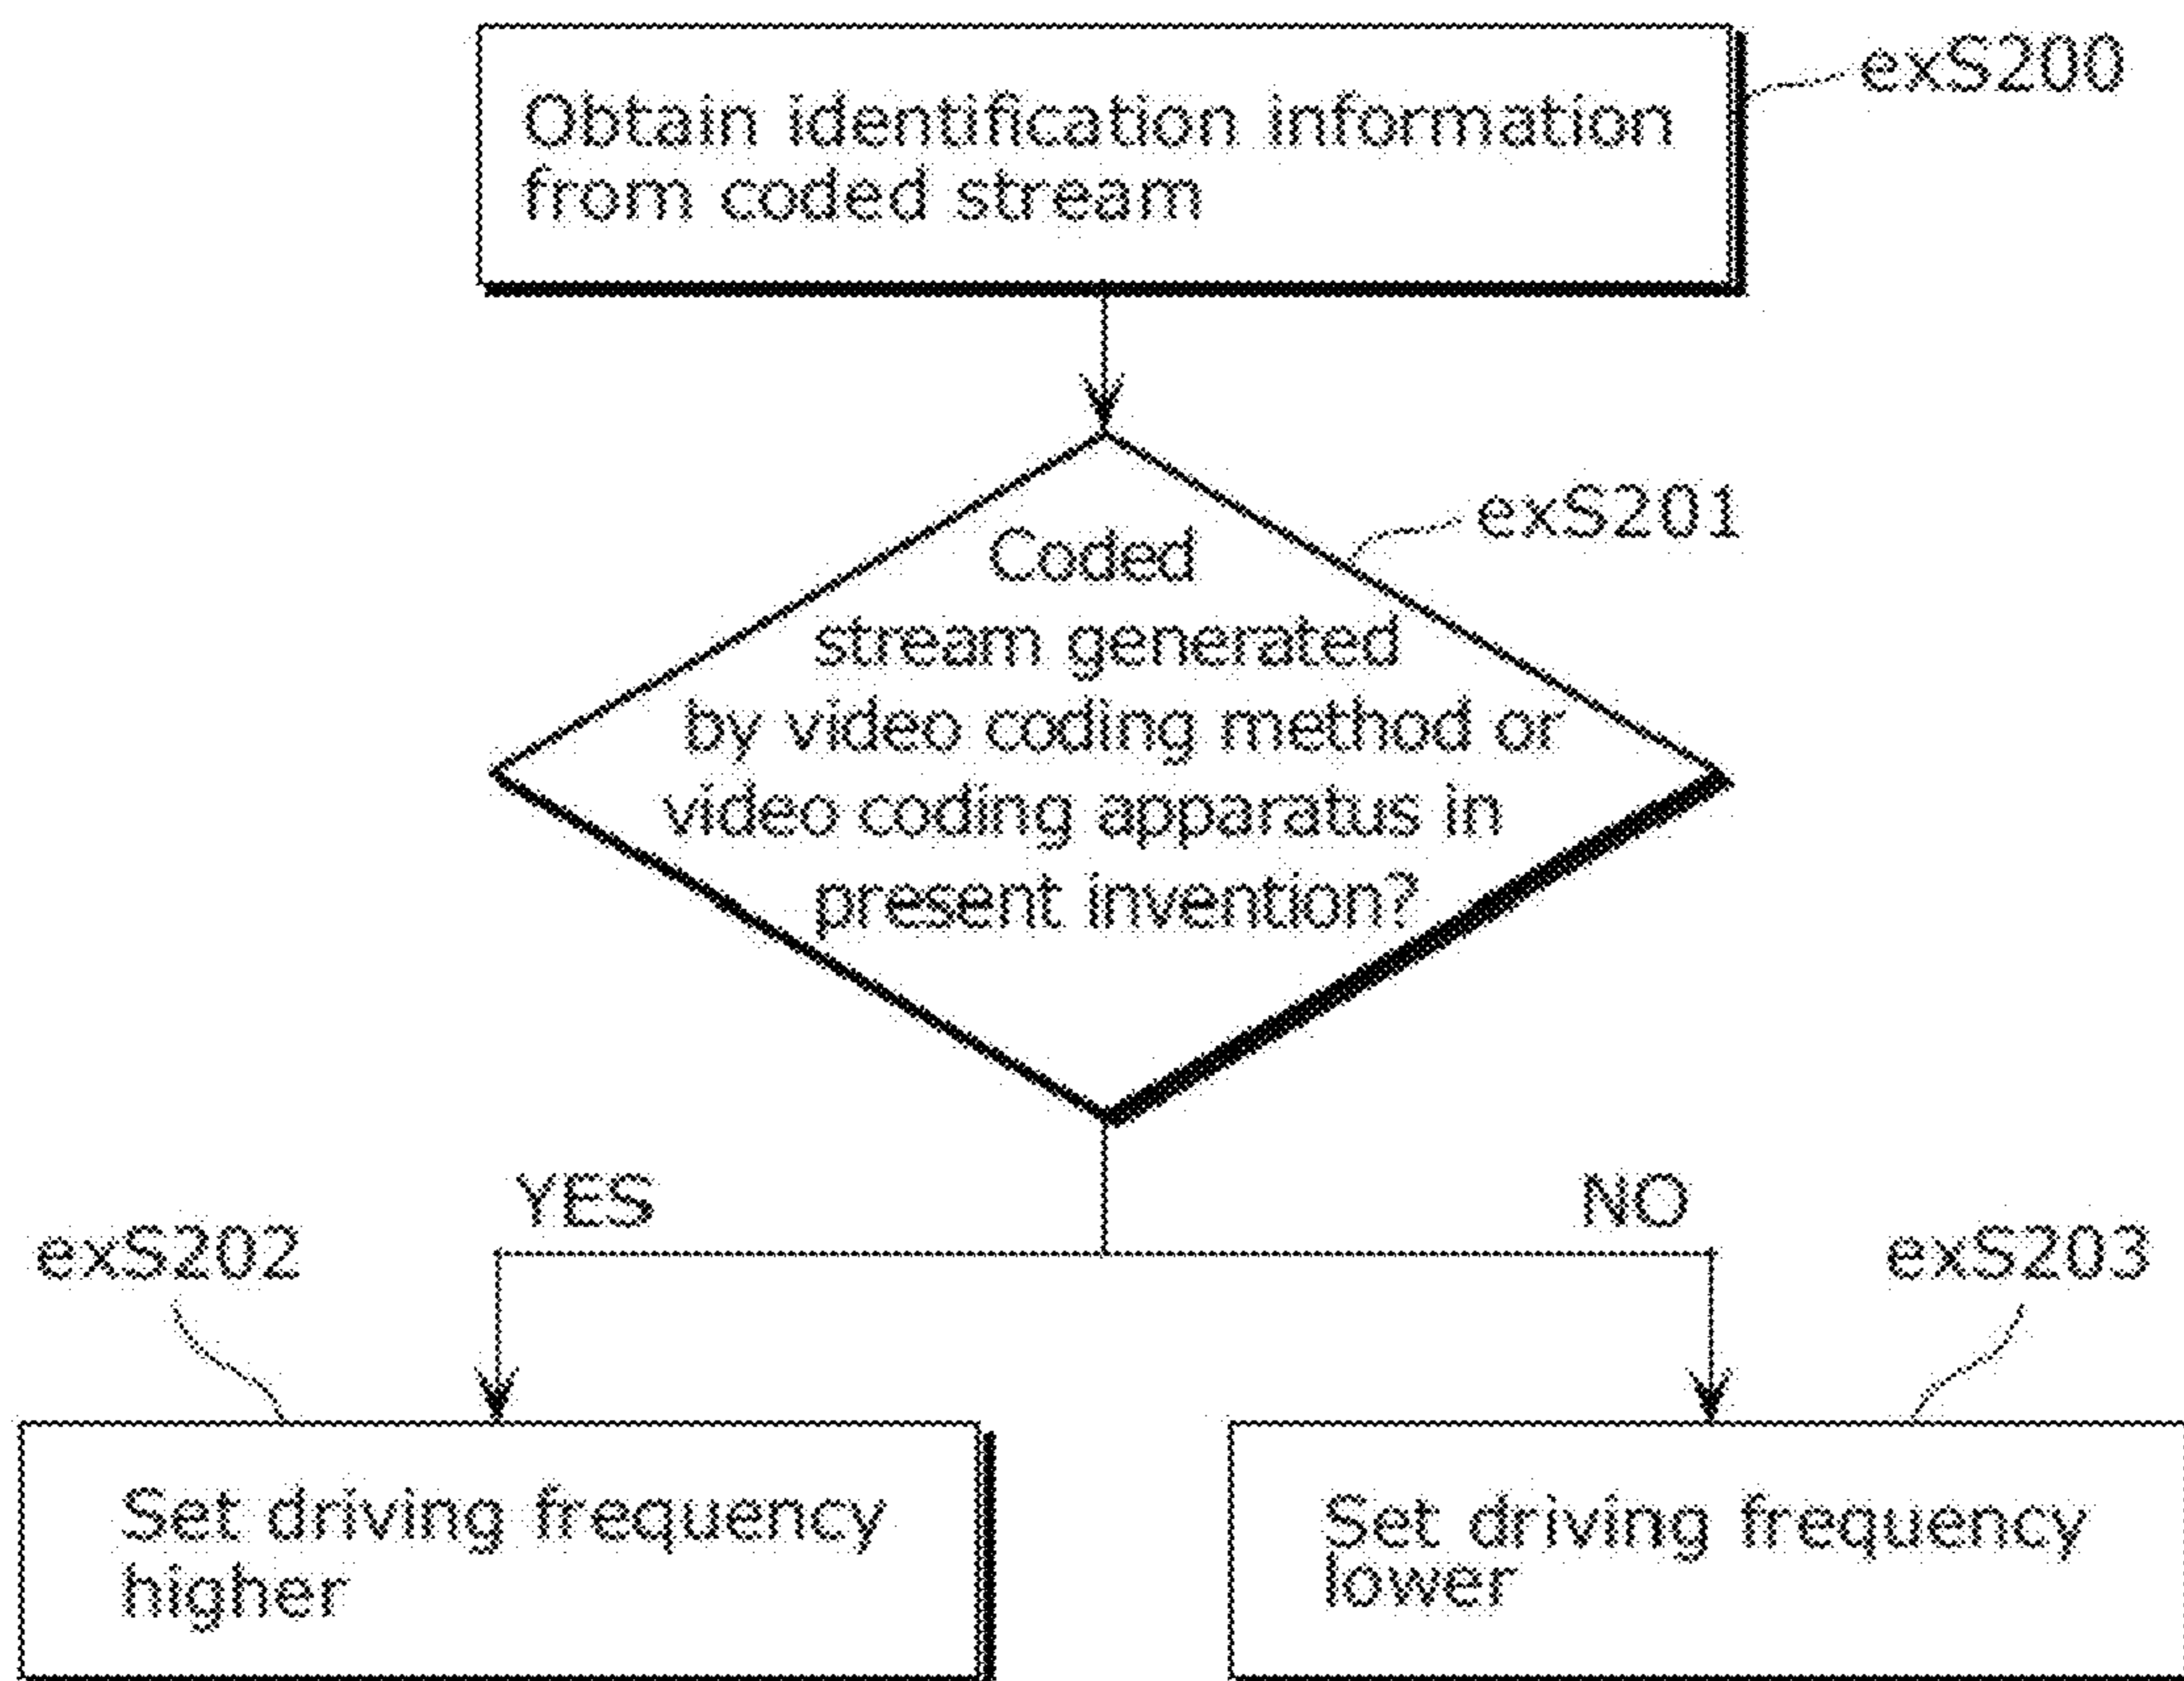 Obtain identification information
from coded stream
exS200
exS201
Coded
stream generated
by video coding method or
video coding apparatus in
present invention?
YES
NO
exS202
exS203
Set driving frequency
higher
Set driving frequency
lower